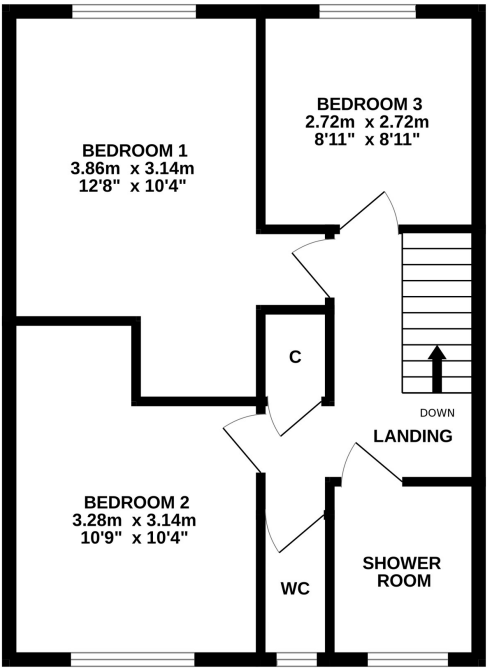 BEDROOM 3
2.72m  x 2.72m
8'11"  x 8'11"
BEDROOM 1
3.86m  x 3.14m
12'8"  x 10'4"
C
DOWN
LANDING
BEDROOM 2
3.28m  x 3.14m
10'9"  x 10'4"
WC
SHOWER
ROOM